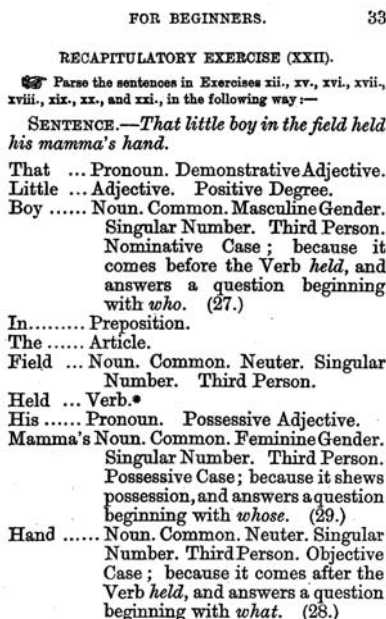 FOR BEGINNERS. 33
RECAPITULATORY EXERCISE (XXII).
☞ Parse the sentences in Exercises xii., xv., xvi., xvii.,
xviii., xix., xx., and xxi., in the following way :—
SENTENCE.—That little boy in the field held
his mamma's hand.
That ... Pronoun. Demonstrative Adjective.
Little ... Adjective. Positive Degree.
Boy ...... Noun. Common. Masculine Gender.
Singular Number. Third Person.
Nominative Case ; because it
comes before the Verb held, and
answers a question beginning
with who. (27.)
In......... Preposition.
The ...... Article.
Field ... Noun. Common. Neuter. Singular
Number. Third Person.
Held ... Verb.*
His ...... Pronoun. Possessive Adjective.
Mamma's Noun. Common. Feminine Gender.
Singular Number. Third Person.
Possessive Case ; because it shews
possession, and answers a question
beginning with whose. (29.)
Hand ...... Noun. Common. Neuter. Singular
Number. Third Person. Objective
Case ; because it comes after the
Verb held, and answers a question
beginning with what. (28.)